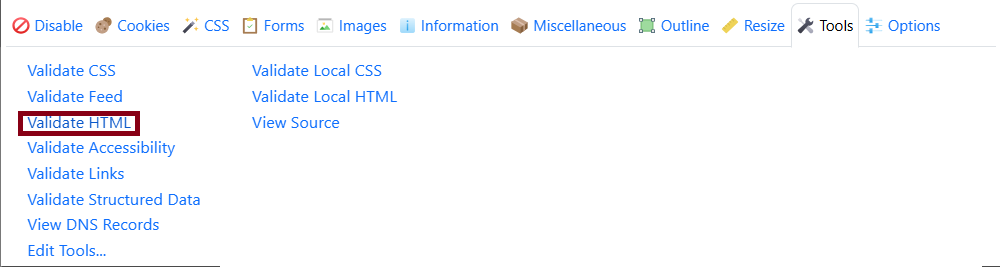 Disable Cookies CSS Forms Images Information Miscellaneous Outline Resize Tools Options
Validate CSS
Validate Feed
Validate HTML
Validate Accessibility
Validate Links
Validate Structured Data
View DNS Records
Edit Tools...
Validate Local CSS
Validate Local HTML
View Source